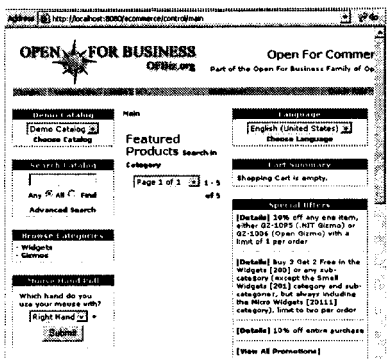 Address http://localhost:8080/ecommerce/control/main
OPEN FOR BUSINESS
OFBiz.org
Open For Commer
Part of the Open For Business Family of Op
Demo Catalog
Demo Catalog
Choose Catalog
Search Catalog
Any All Find
Advanced Search
Browse Categories
- Widgets
- Gizmos
Mouse Hand Poll
Which hand do you
use your mouse with?
Right Hand
Submit
Main
Featured
Products Search in
Category
Page 1 of 1 1 - 5
of 5
Language
English (United States)
Choose Language
Cart Summary
Shopping Cart is empty.
Special Offers
[Details] 10% off any one item,
either GZ-1005 (.NIT Gizmo) or
GZ-1006 (Open Gizmo) with a
limit of 1 per order
[Details] buy 3 Get 2 Free in the
Widgets [200] or any sub-
category (except the Small
Widgets [201] category and sub-
categories, but always including
the Micro Widgets [20111]
category), limit to two per order
[Details] 10% off entire purchase
[View All Promotions]